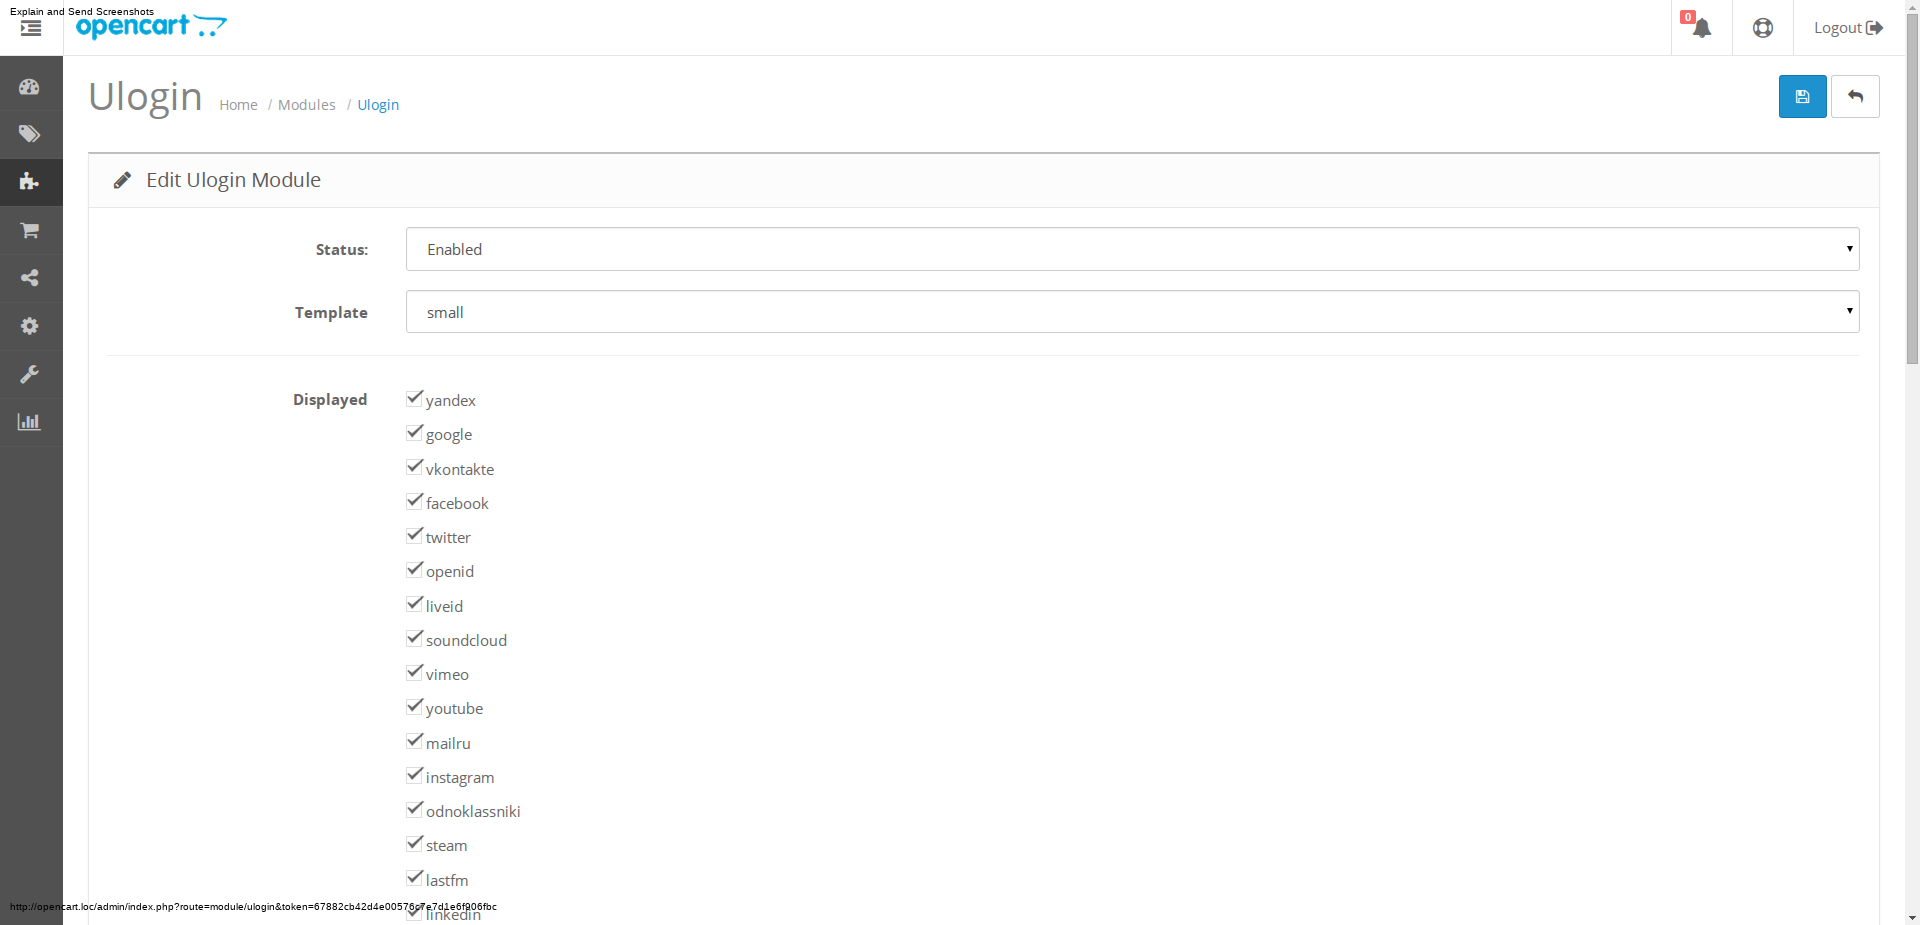 Explain and Send Screenshots
opencart
0
Logout
Ulogin
Home / Modules / Ulogin
Edit Ulogin Module
Status:
Enabled
Template
small
Displayed
yandex
google
vkontakte
facebook
twitter
openid
liveid
soundcloud
vimeo
youtube
mailru
instagram
odnoklassniki
steam
lastfm
linkedin
http://opencart.loc/admin/index.php?route=module/ulogin&token=67882cb42d4e00576c7e7d1e6f906fbc